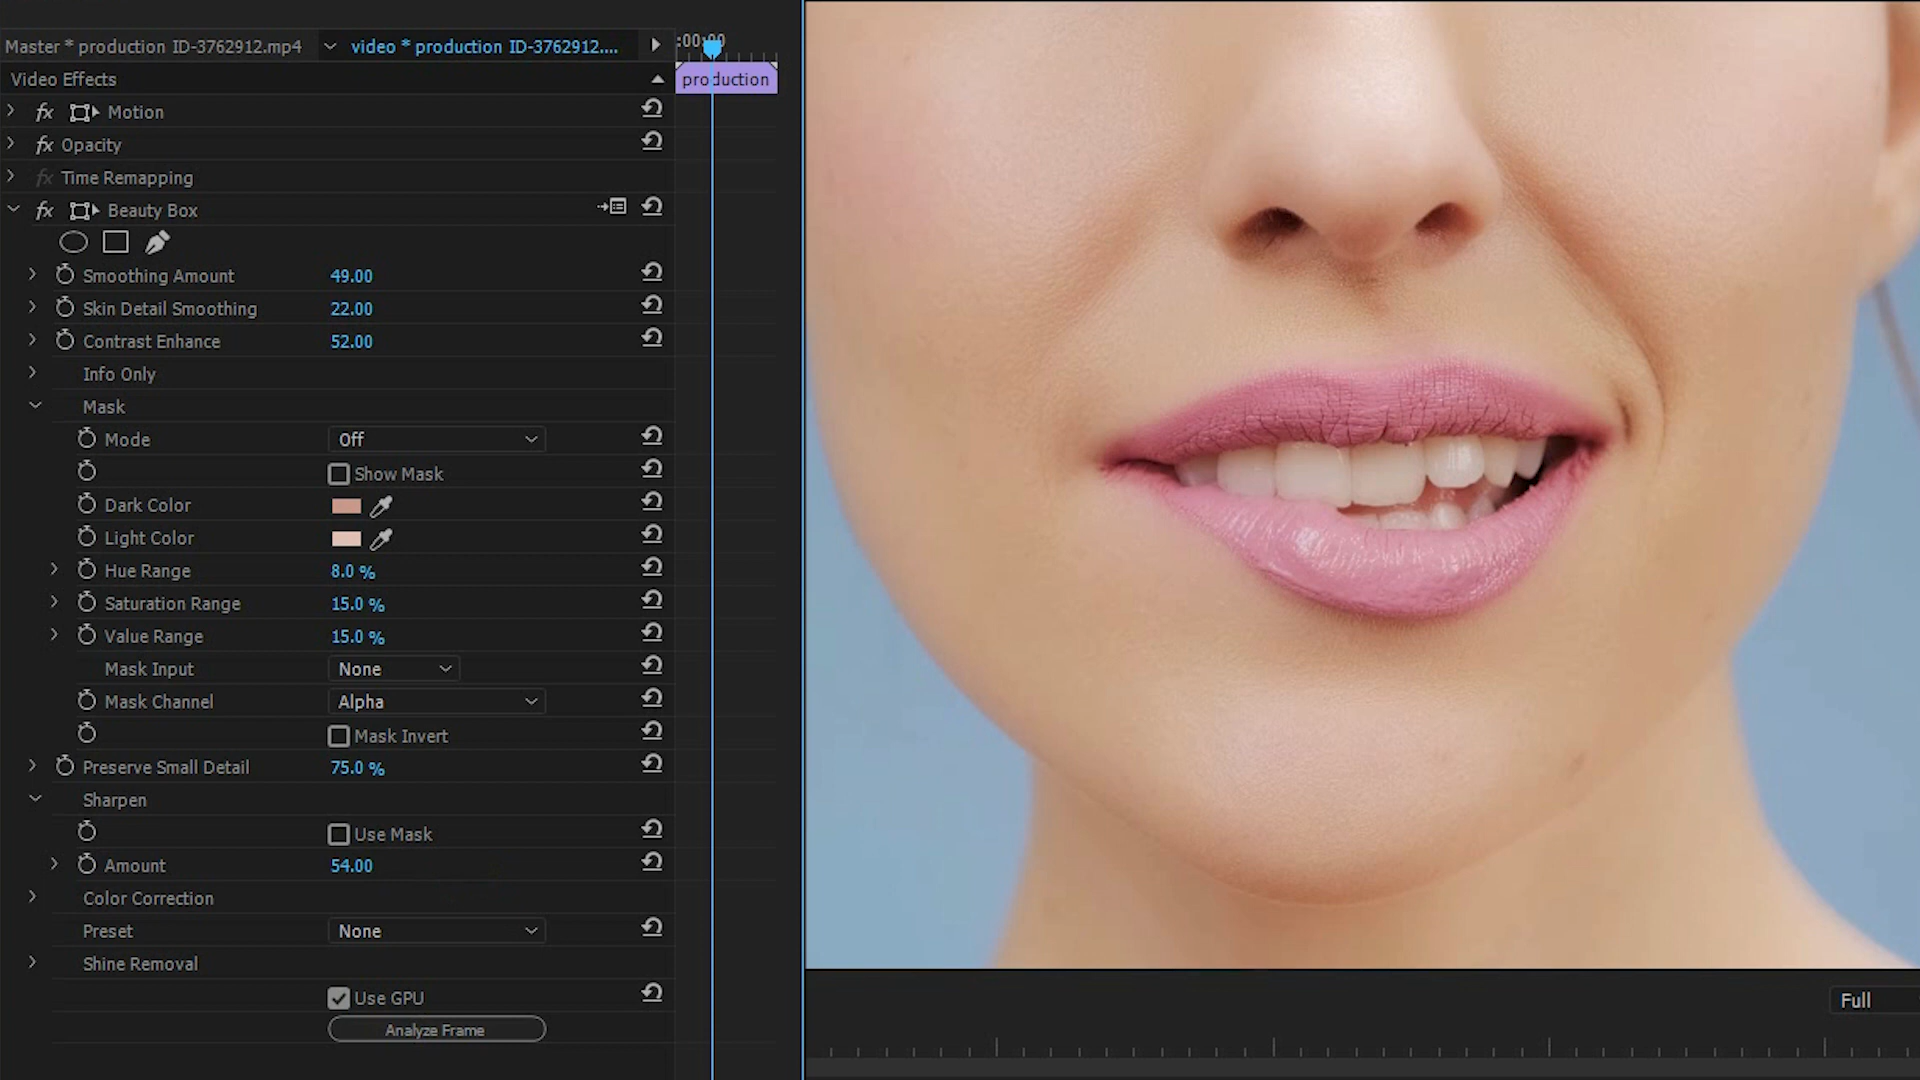 Master * production ID-3762912.mp4
video * production ID-3762912....
:00:00
Video Effects
production
fx Motion
fx Opacity
fx Time Remapping
fx Beauty Box
Smoothing Amount 49.00
Skin Detail Smoothing 22.00
Contrast Enhance 52.00
Info Only
Mask
Mode Off
Show Mask
Dark Color
Light Color
Hue Range 8.0 %
Saturation Range 15.0 %
Value Range 15.0 %
Mask Input None
Mask Channel Alpha
Mask Invert
Preserve Small Detail 75.0 %
Sharpen
Use Mask
Amount 54.00
Color Correction
Preset None
Shine Removal
Use GPU
Analyze Frame
Full